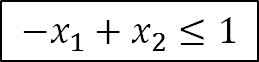 −x₁ + x₂ ≤ 1